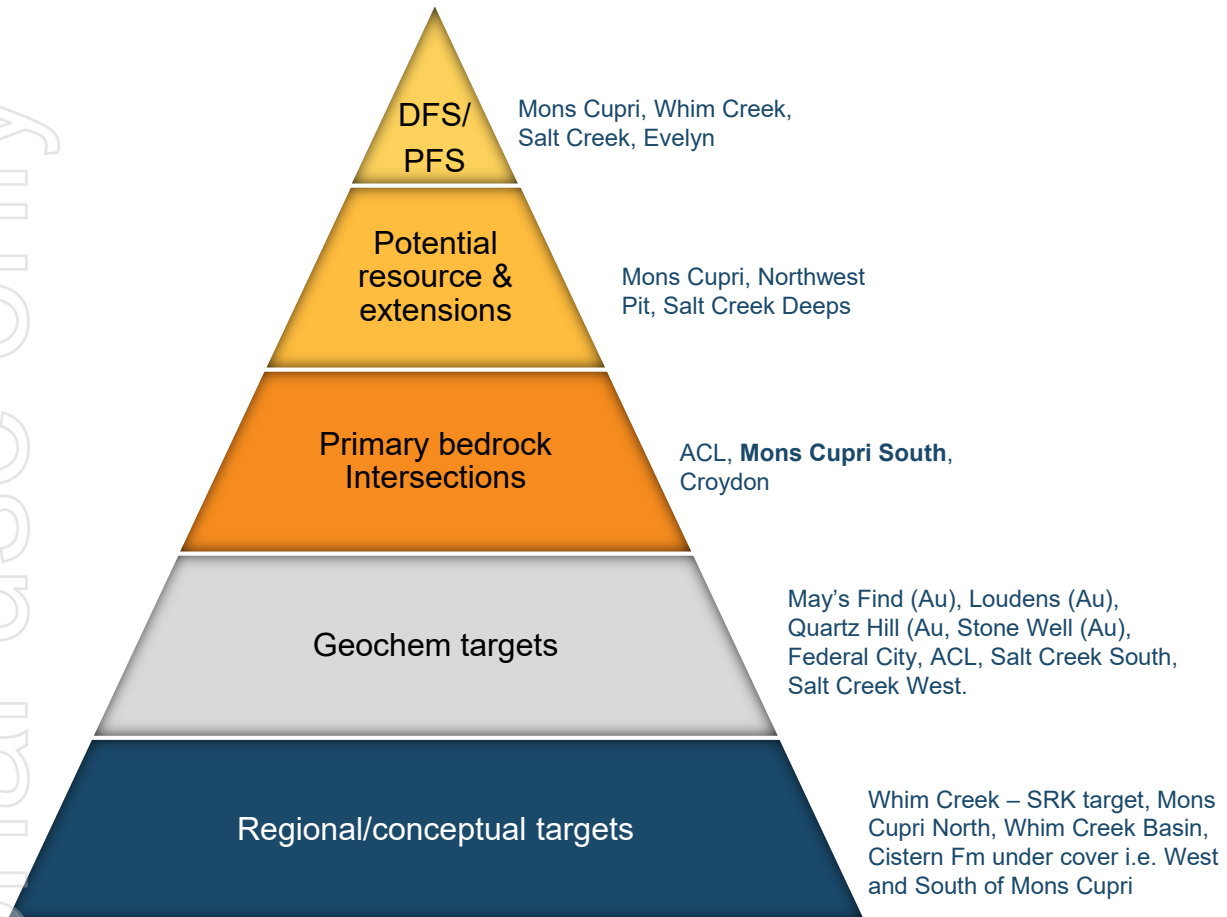 DFS/
PFS
Mons Cupri, Whim Creek,
Salt Creek, Evelyn
Potential
resource &
extensions
Mons Cupri, Northwest
Pit, Salt Creek Deeps
Primary bedrock
Intersections
ACL, Mons Cupri South,
Croydon
Geochem targets
May’s Find (Au), Loudens (Au),
Quartz Hill (Au, Stone Well (Au),
Federal City, ACL, Salt Creek South,
Salt Creek West.
Regional/conceptual targets
Whim Creek – SRK target, Mons
Cupri North, Whim Creek Basin,
Cistern Fm under cover i.e. West
and South of Mons Cupri